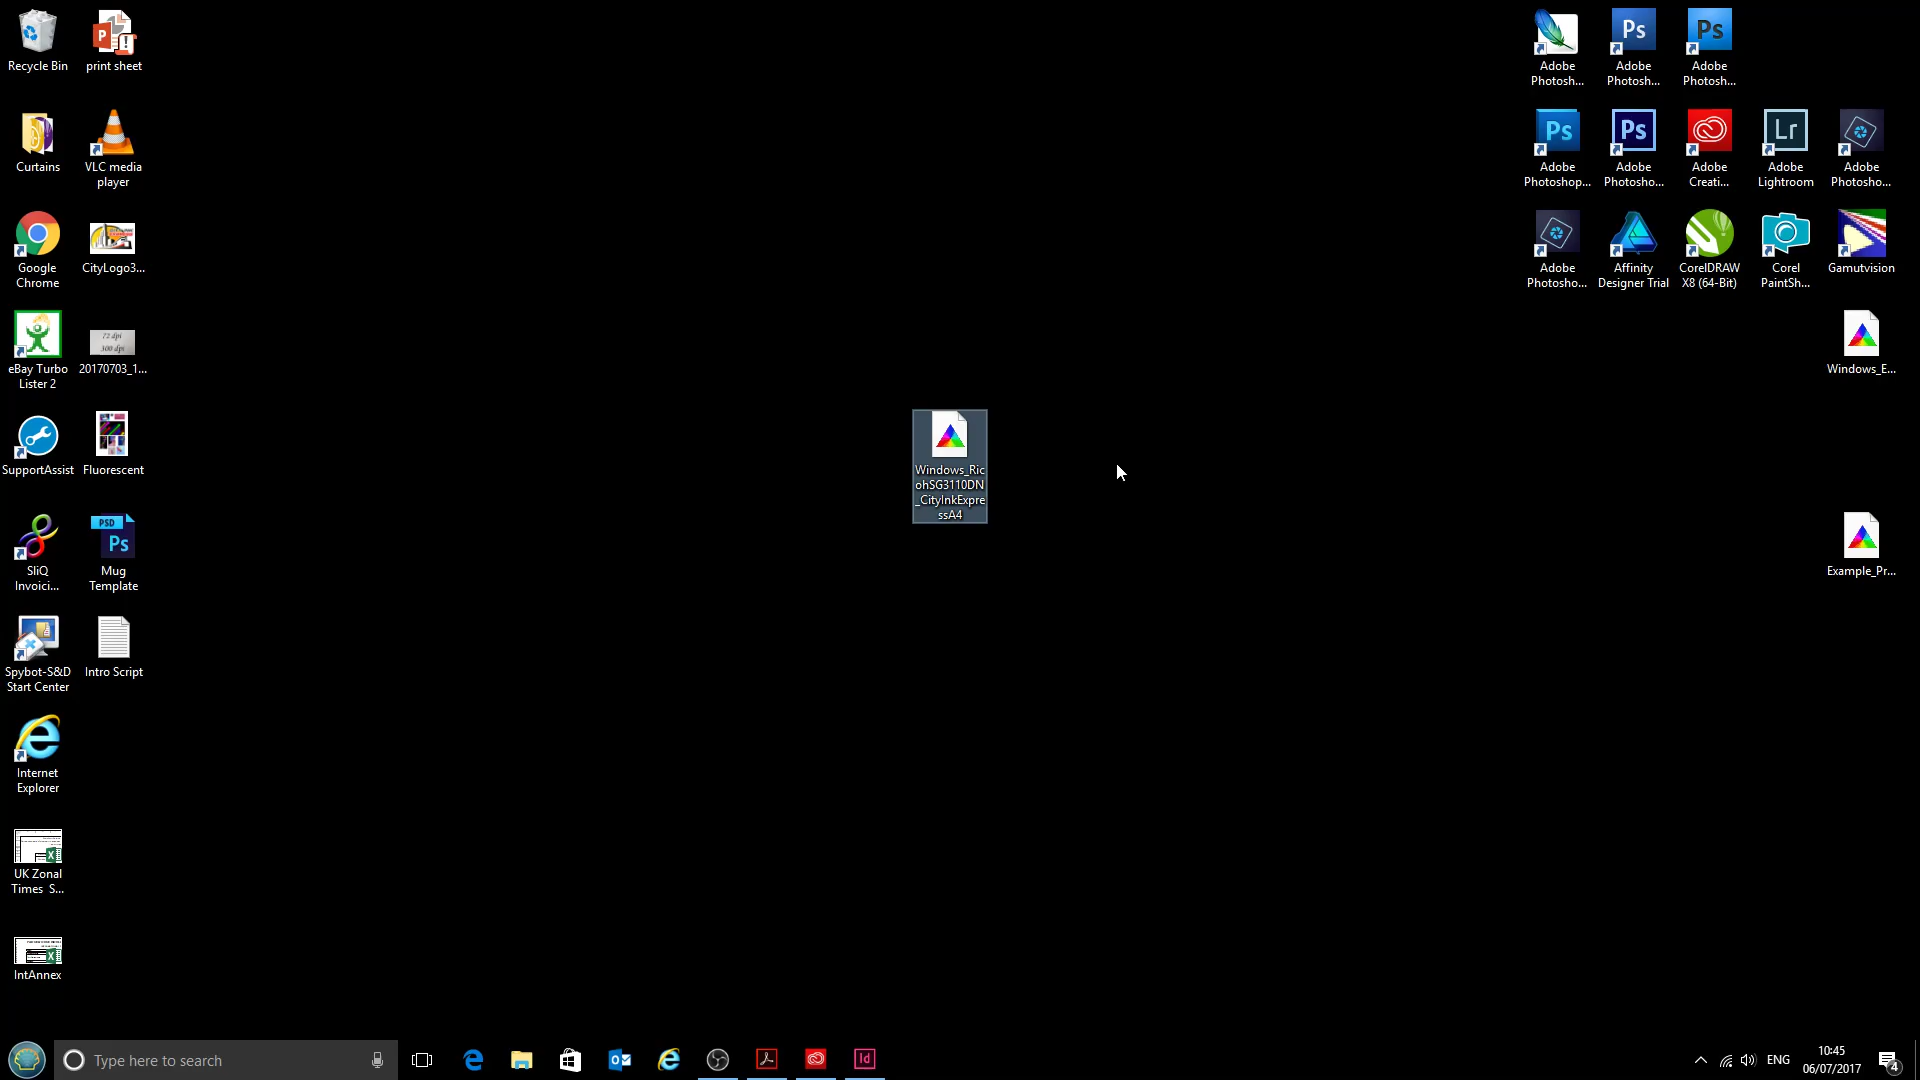 Recycle Bin
print sheet
Curtains
VLC media
player
Google
Chrome
CityLogo3...
eBay Turbo
Lister 2
72 dpi
300 dpi
20170703_1...
SupportAssist
Fluorescent
SliQ
Invoici...
PSD
Ps
Mug
Template
Spybot-S&D
Start Center
Intro Script
Internet
Explorer
UK Zonal
Times S...
IntAnnex
Windows_Ric
ohSG3110DN
_CityInkExpre
ssA4
Adobe
Photosh...
Ps
Adobe
Photosh...
Ps
Adobe
Photosh...
Ps
Adobe
Photoshop...
Ps
Adobe
Photosho...
Adobe
Creati...
Lr
Adobe
Lightroom
Adobe
Photosho...
Adobe
Photosho...
Affinity
Designer Trial
CorelDRAW
X8 (64-Bit)
Corel
PaintSh...
Gamutvision
Windows_E...
Example_Pr...
Type here to search
Id
ENG
10:45
06/07/2017
4